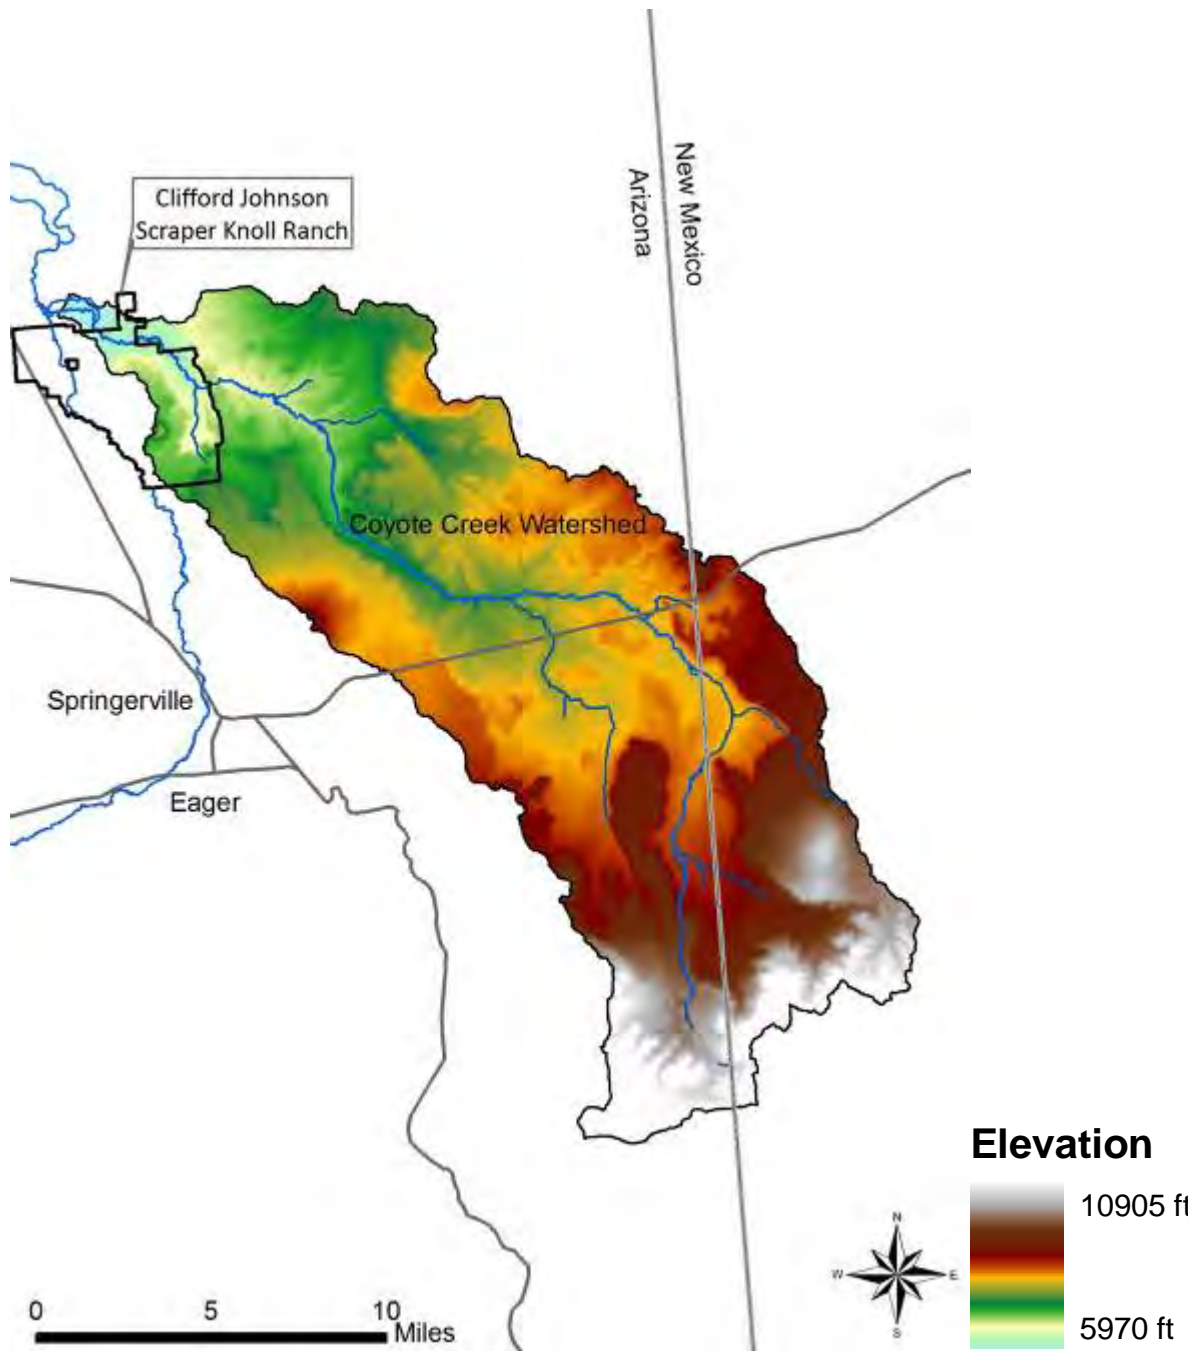 New Mexico
Arizona
Clifford Johnson
Scraper Knoll Ranch
Coyote Creek Watershed
Springerville
Eager
Elevation
10905 ft
5970 ft
N
W
E
S
0 5 10
Miles